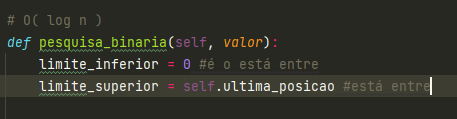 # O( log n )
def pesquisa_binaria(self, valor):
limite_inferior = 0 #é o está entre
limite_superior = self.ultima_posicao #está entre